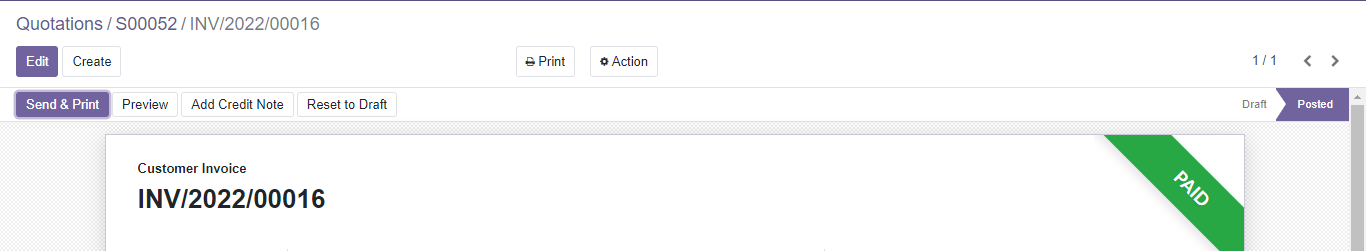 Quotations / S00052 / INV/2022/00016
Edit Create Print Action 1 / 1
Send & Print Preview Add Credit Note Reset to Draft Draft Posted
Customer Invoice
INV/2022/00016
PAID